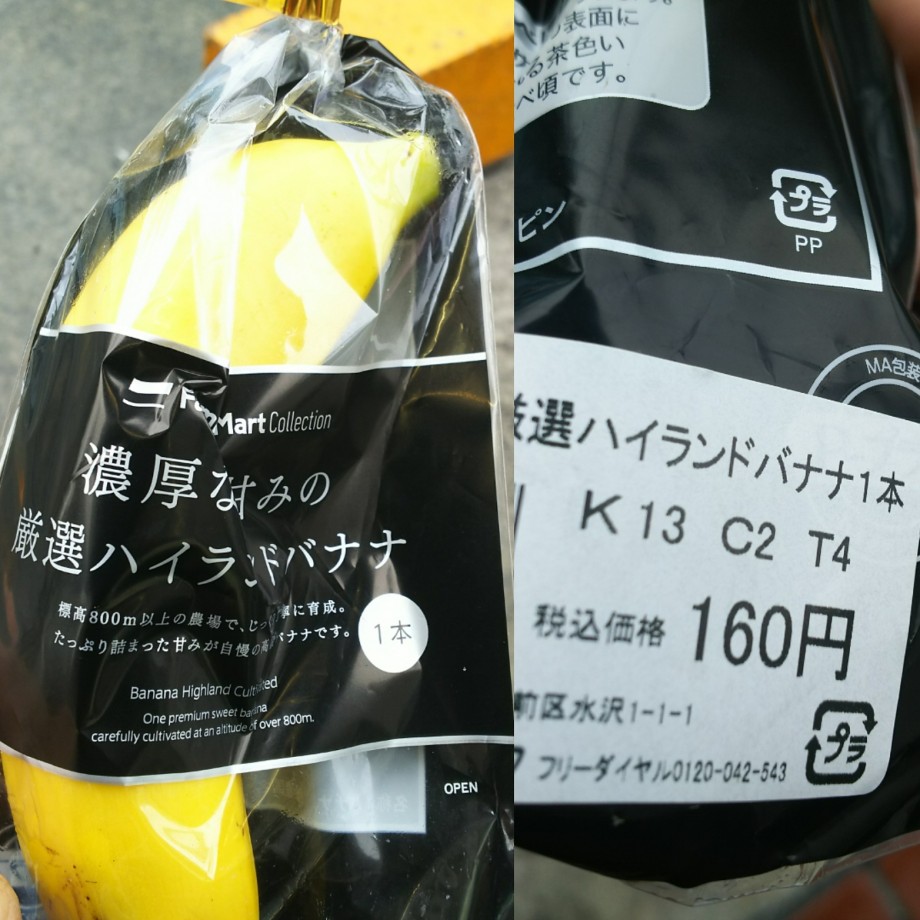 FamilyMart Collection
濃厚な甘みの
厳選ハイランドバナナ
標高800m以上の農場で、じっくり丁寧に育成。
たっぷり詰まった甘みが自慢の高級バナナです。
1本
Banana Highland Cultivated
One premium sweet banana
carefully cultivated at an altitude of over 800m.
OPEN
表面に
る茶色い
べ頃です。
プラ
PP
ピン
MA包装
厳選ハイランドバナナ1本
K13 C2 T4
税込価格 160円
前区水沢1-1-1
プラ
フリーダイヤル0120-042-543